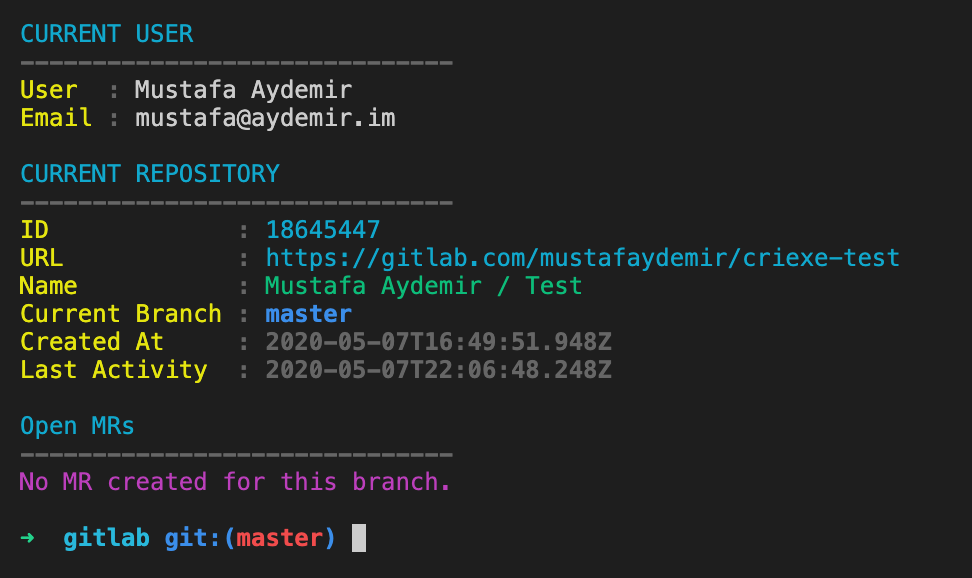 CURRENT USER
------------------------------
User  : Mustafa Aydemir
Email : mustafa@aydemir.im
CURRENT REPOSITORY
------------------------------
ID             : 18645447
URL            : https://gitlab.com/mustafaydemir/criexe-test
Name           : Mustafa Aydemir / Test
Current Branch : master
Created At     : 2020-05-07T16:49:51.948Z
Last Activity  : 2020-05-07T22:06:48.248Z
Open MRs
------------------------------
No MR created for this branch.
➜  gitlab git:(master)